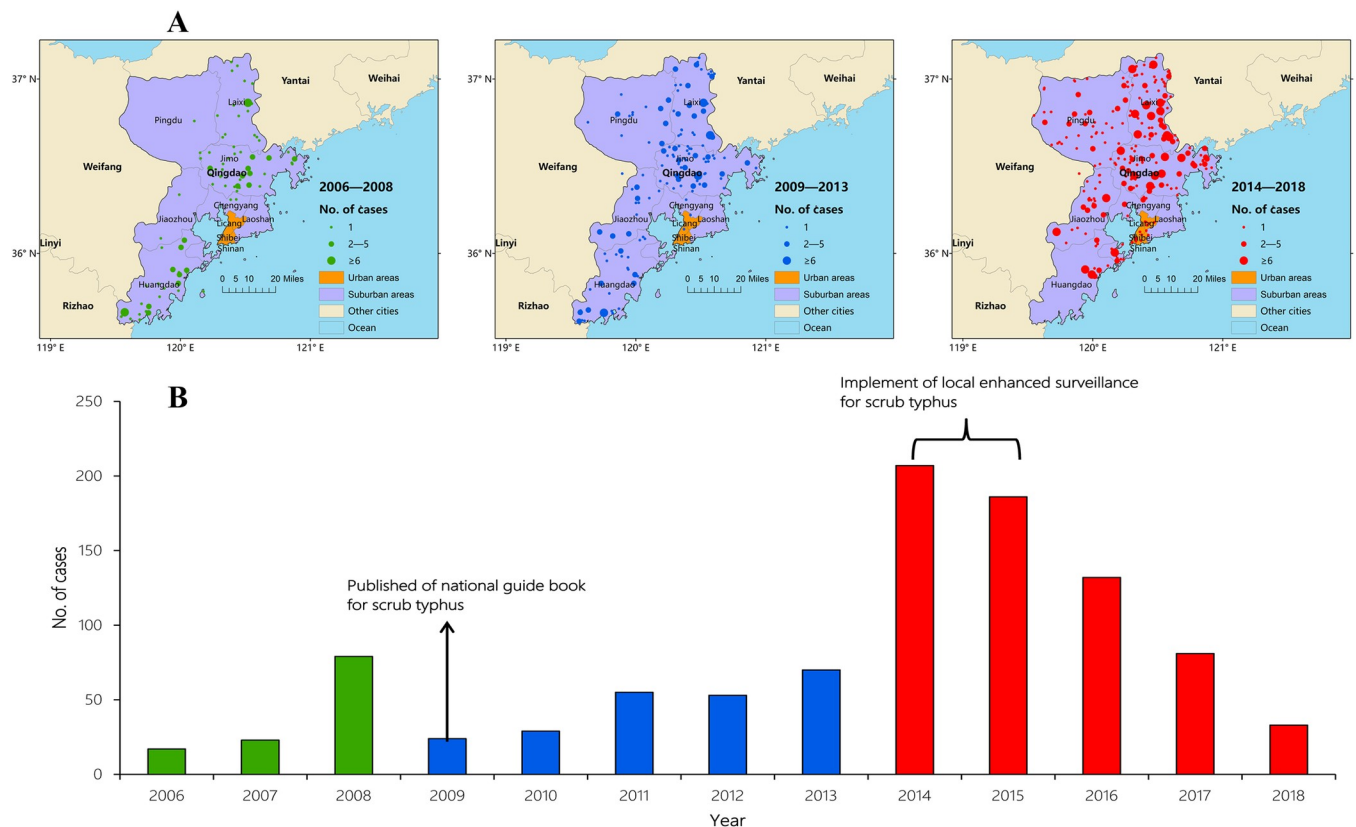 A
37° N
36° N
119° E
120° E
121° E
Yantai
Weihai
Laixi
Pingdu
Weifang
Jimo
Qingdao
Chengyang
Jiaozhou
Licang
Laoshan
Shibei
Shinan
Linyi
Huangdao
Rizhao
2006—2008
No. of cases
1
2—5
≥6
Urban areas
Suburban areas
Other cities
Ocean
0 5 10 20 Miles
37° N
36° N
119° E
120° E
121° E
Yantai
Weihai
Laixi
Pingdu
Weifang
Jimo
Qingdao
Chengyang
Jiaozhou
Licang
Laoshan
Shibei
Shinan
Linyi
Huangdao
Rizhao
2009—2013
No. of cases
1
2—5
≥6
Urban areas
Suburban areas
Other cities
Ocean
0 5 10 20 Miles
37° N
36° N
119° E
120° E
121° E
Yantai
Weihai
Laixi
Pingdu
Weifang
Jimo
Qingdao
Chengyang
Jiaozhou
Licang
Laoshan
Shibei
Shinan
Linyi
Huangdao
Rizhao
2014—2018
No. of cases
1
2—5
≥6
Urban areas
Suburban areas
Other cities
Ocean
0 5 10 20 Miles
B
Implement of local enhanced surveillance
for scrub typhus
Published of national guide book
for scrub typhus
No. of cases
250
200
150
100
50
0
2006
2007
2008
2009
2010
2011
2012
2013
2014
2015
2016
2017
2018
Year